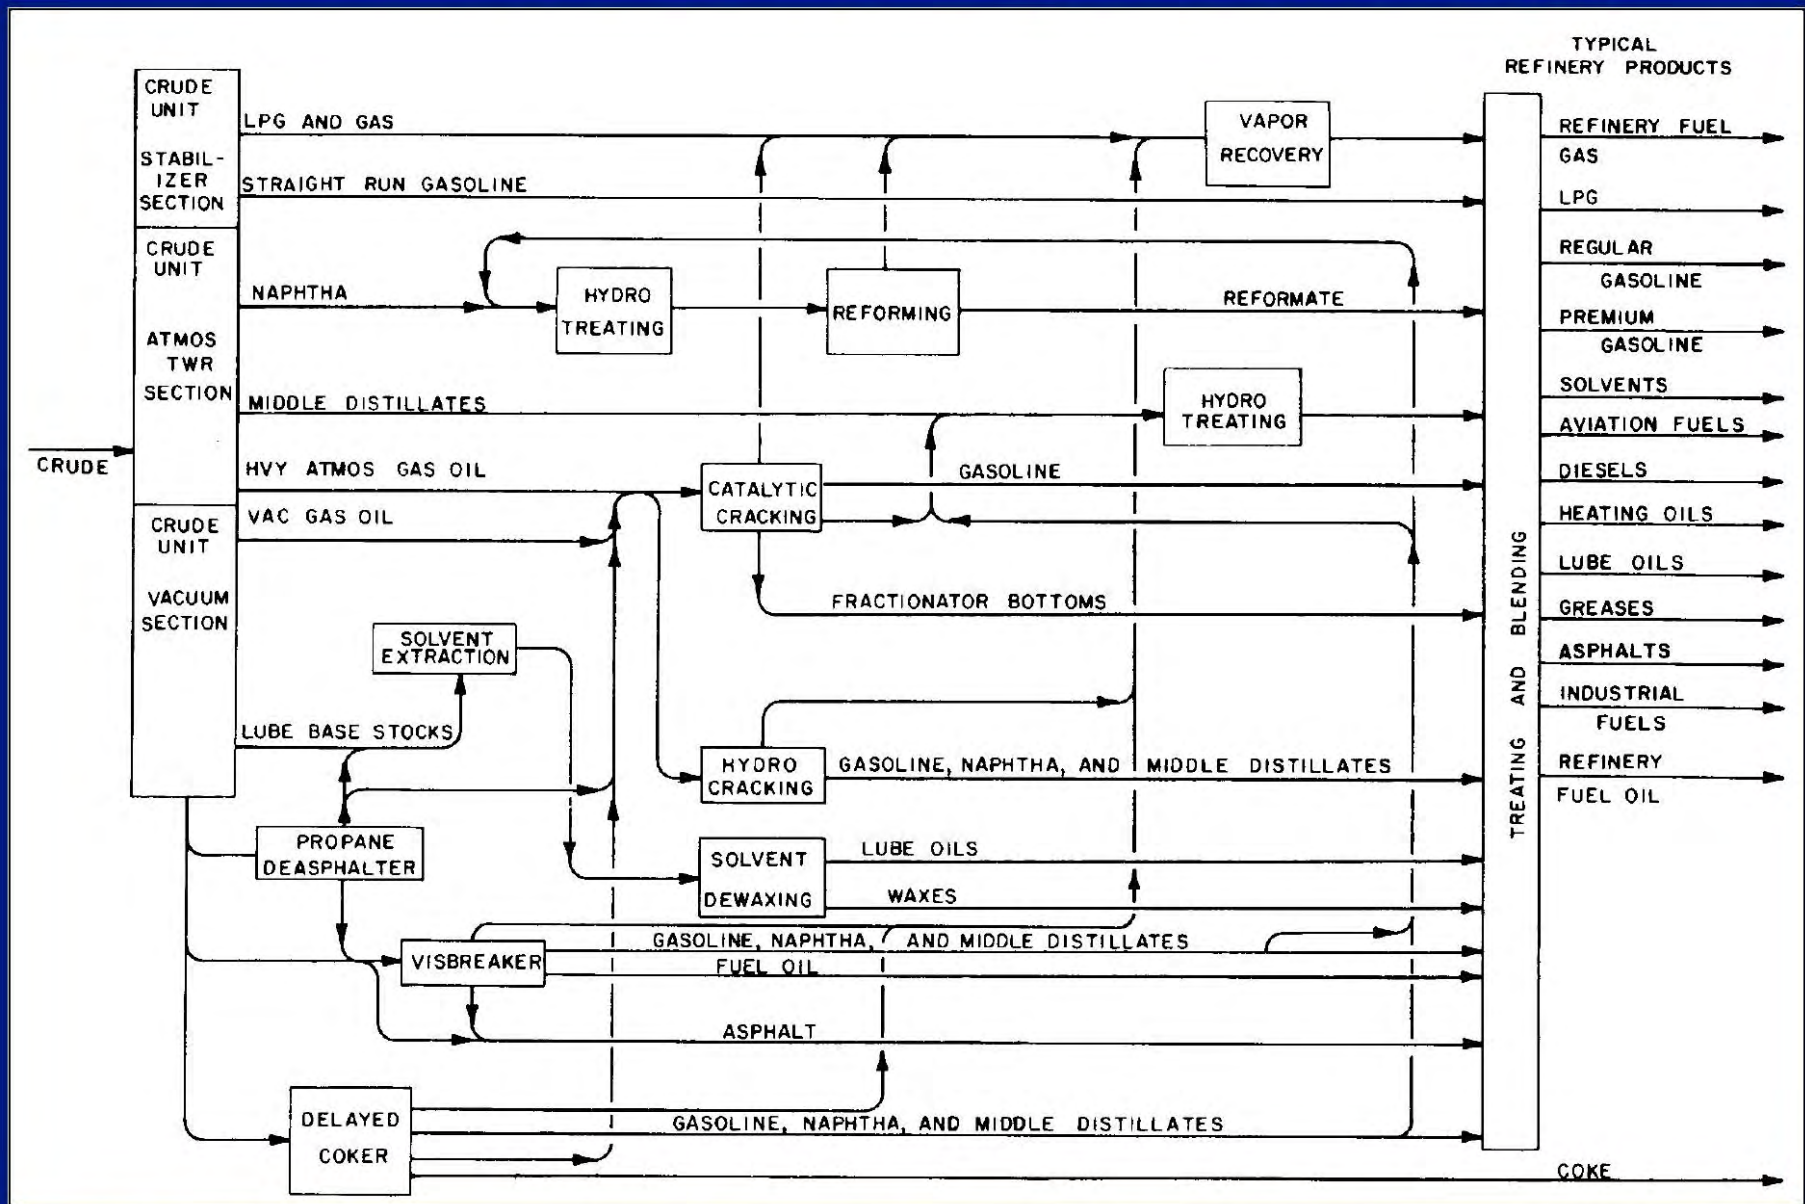 TYPICAL
REFINERY PRODUCTS
CRUDE
UNIT
STABIL-
IZER
SECTION
CRUDE
UNIT
ATMOS
TWR
SECTION
CRUDE
UNIT
VACUUM
SECTION
CRUDE
LPG AND GAS
STRAIGHT RUN GASOLINE
NAPHTHA
MIDDLE DISTILLATES
HVY ATMOS GAS OIL
VAC GAS OIL
LUBE BASE STOCKS
VAPOR
RECOVERY
HYDRO
TREATING
REFORMING
REFORMATE
HYDRO
TREATING
CATALYTIC
CRACKING
GASOLINE
FRACTIONATOR BOTTOMS
SOLVENT
EXTRACTION
HYDRO
CRACKING
GASOLINE, NAPHTHA, AND MIDDLE DISTILLATES
PROPANE
DEASPHALTER
SOLVENT
DEWAXING
LUBE OILS
WAXES
VISBREAKER
GASOLINE, NAPHTHA, AND MIDDLE DISTILLATES
FUEL OIL
ASPHALT
DELAYED
COKER
GASOLINE, NAPHTHA, AND MIDDLE DISTILLATES
TREATING AND BLENDING
REFINERY FUEL
GAS
LPG
REGULAR
GASOLINE
PREMIUM
GASOLINE
SOLVENTS
AVIATION FUELS
DIESELS
HEATING OILS
LUBE OILS
GREASES
ASPHALTS
INDUSTRIAL
FUELS
REFINERY
FUEL OIL
COKE